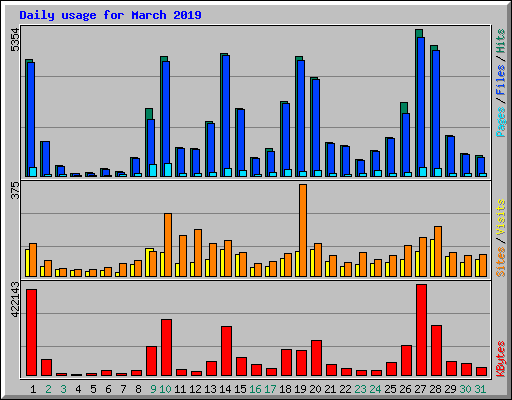 Daily usage for March 2019
5354
Pages / Files / Hits
375
Sites / Visits
422143
KBytes
1 2 3 4 5 6 7 8 9 10 11 12 13 14 15 16 17 18 19 20 21 22 23 24 25 26 27 28 29 30 31